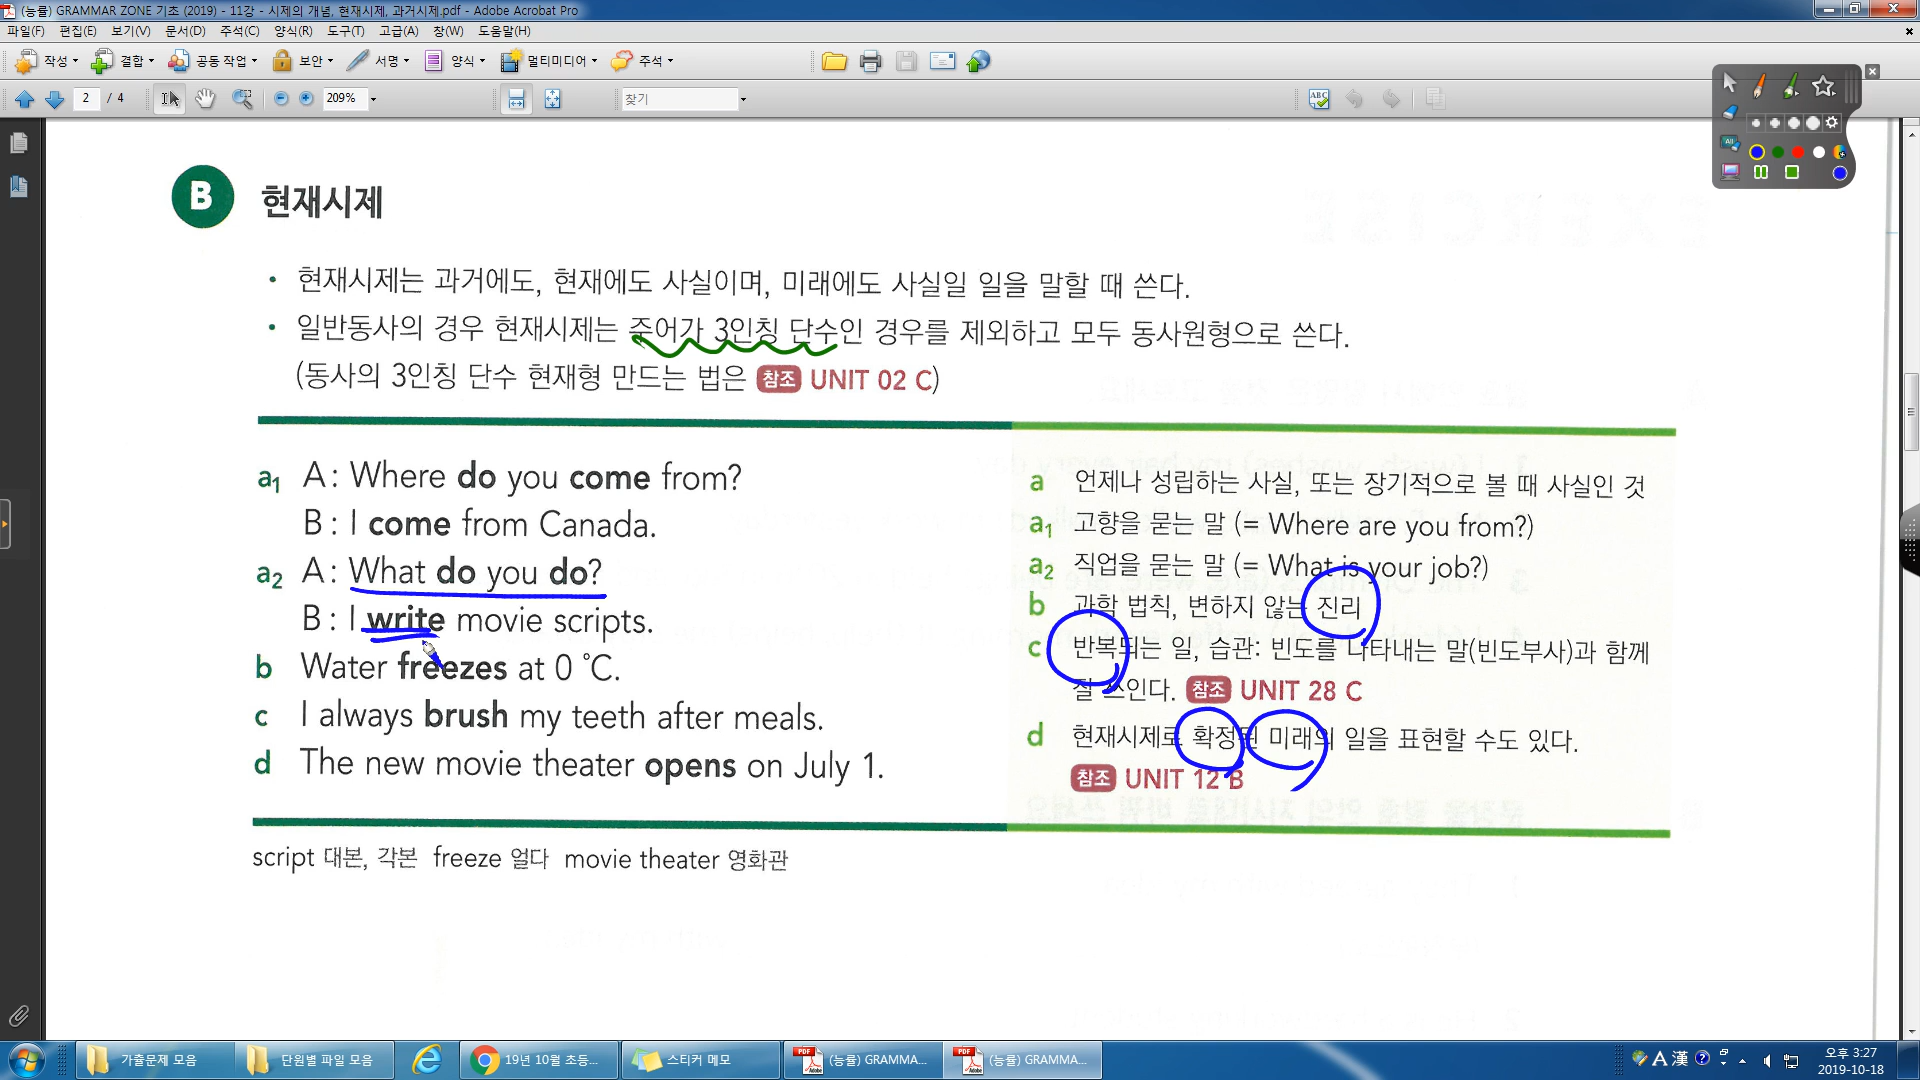 (능률) GRAMMAR ZONE 기초 (2019) - 11강 - 시제의 개념, 현재시제, 과거시제.pdf - Adobe Acrobat Pro
파일(F) 편집(E) 보기(V) 문서(D) 주석(C) 양식(R) 도구(T) 고급(A) 창(W) 도움말(H)
작성 결합 공동 작업 보안 서명 양식 멀티미디어 주석
2 / 4 209% 찾기
B 현재시제
• 현재시제는 과거에도, 현재에도 사실이며, 미래에도 사실일 일을 말할 때 쓴다.
• 일반동사의 경우 현재시제는 주어가 3인칭 단수인 경우를 제외하고 모두 동사원형으로 쓴다.
(동사의 3인칭 단수 현재형 만드는 법은 참조 UNIT 02 C)
a1 A : Where do you come from?
B : I come from Canada.
a2 A : What do you do?
B : I write movie scripts.
b Water freezes at 0 °C.
c I always brush my teeth after meals.
d The new movie theater opens on July 1.
a 언제나 성립하는 사실, 또는 장기적으로 볼 때 사실인 것
a1 고향을 묻는 말 (= Where are you from?)
a2 직업을 묻는 말 (= What is your job?)
b 과학 법칙, 변하지 않는 진리
c 반복되는 일, 습관: 빈도를 나타내는 말(빈도부사)과 함께
잘 쓰인다. 참조 UNIT 28 C
d 현재시제로 확정된 미래의 일을 표현할 수도 있다.
참조 UNIT 12 B
script 대본, 각본 freeze 얼다 movie theater 영화관
가출문제 모음 단원별 파일 모음 19년 10월 초등... 스티커 메모 (능률) GRAMMA... (능률) GRAMMA...
A 漢
오후 3:27
2019-10-18